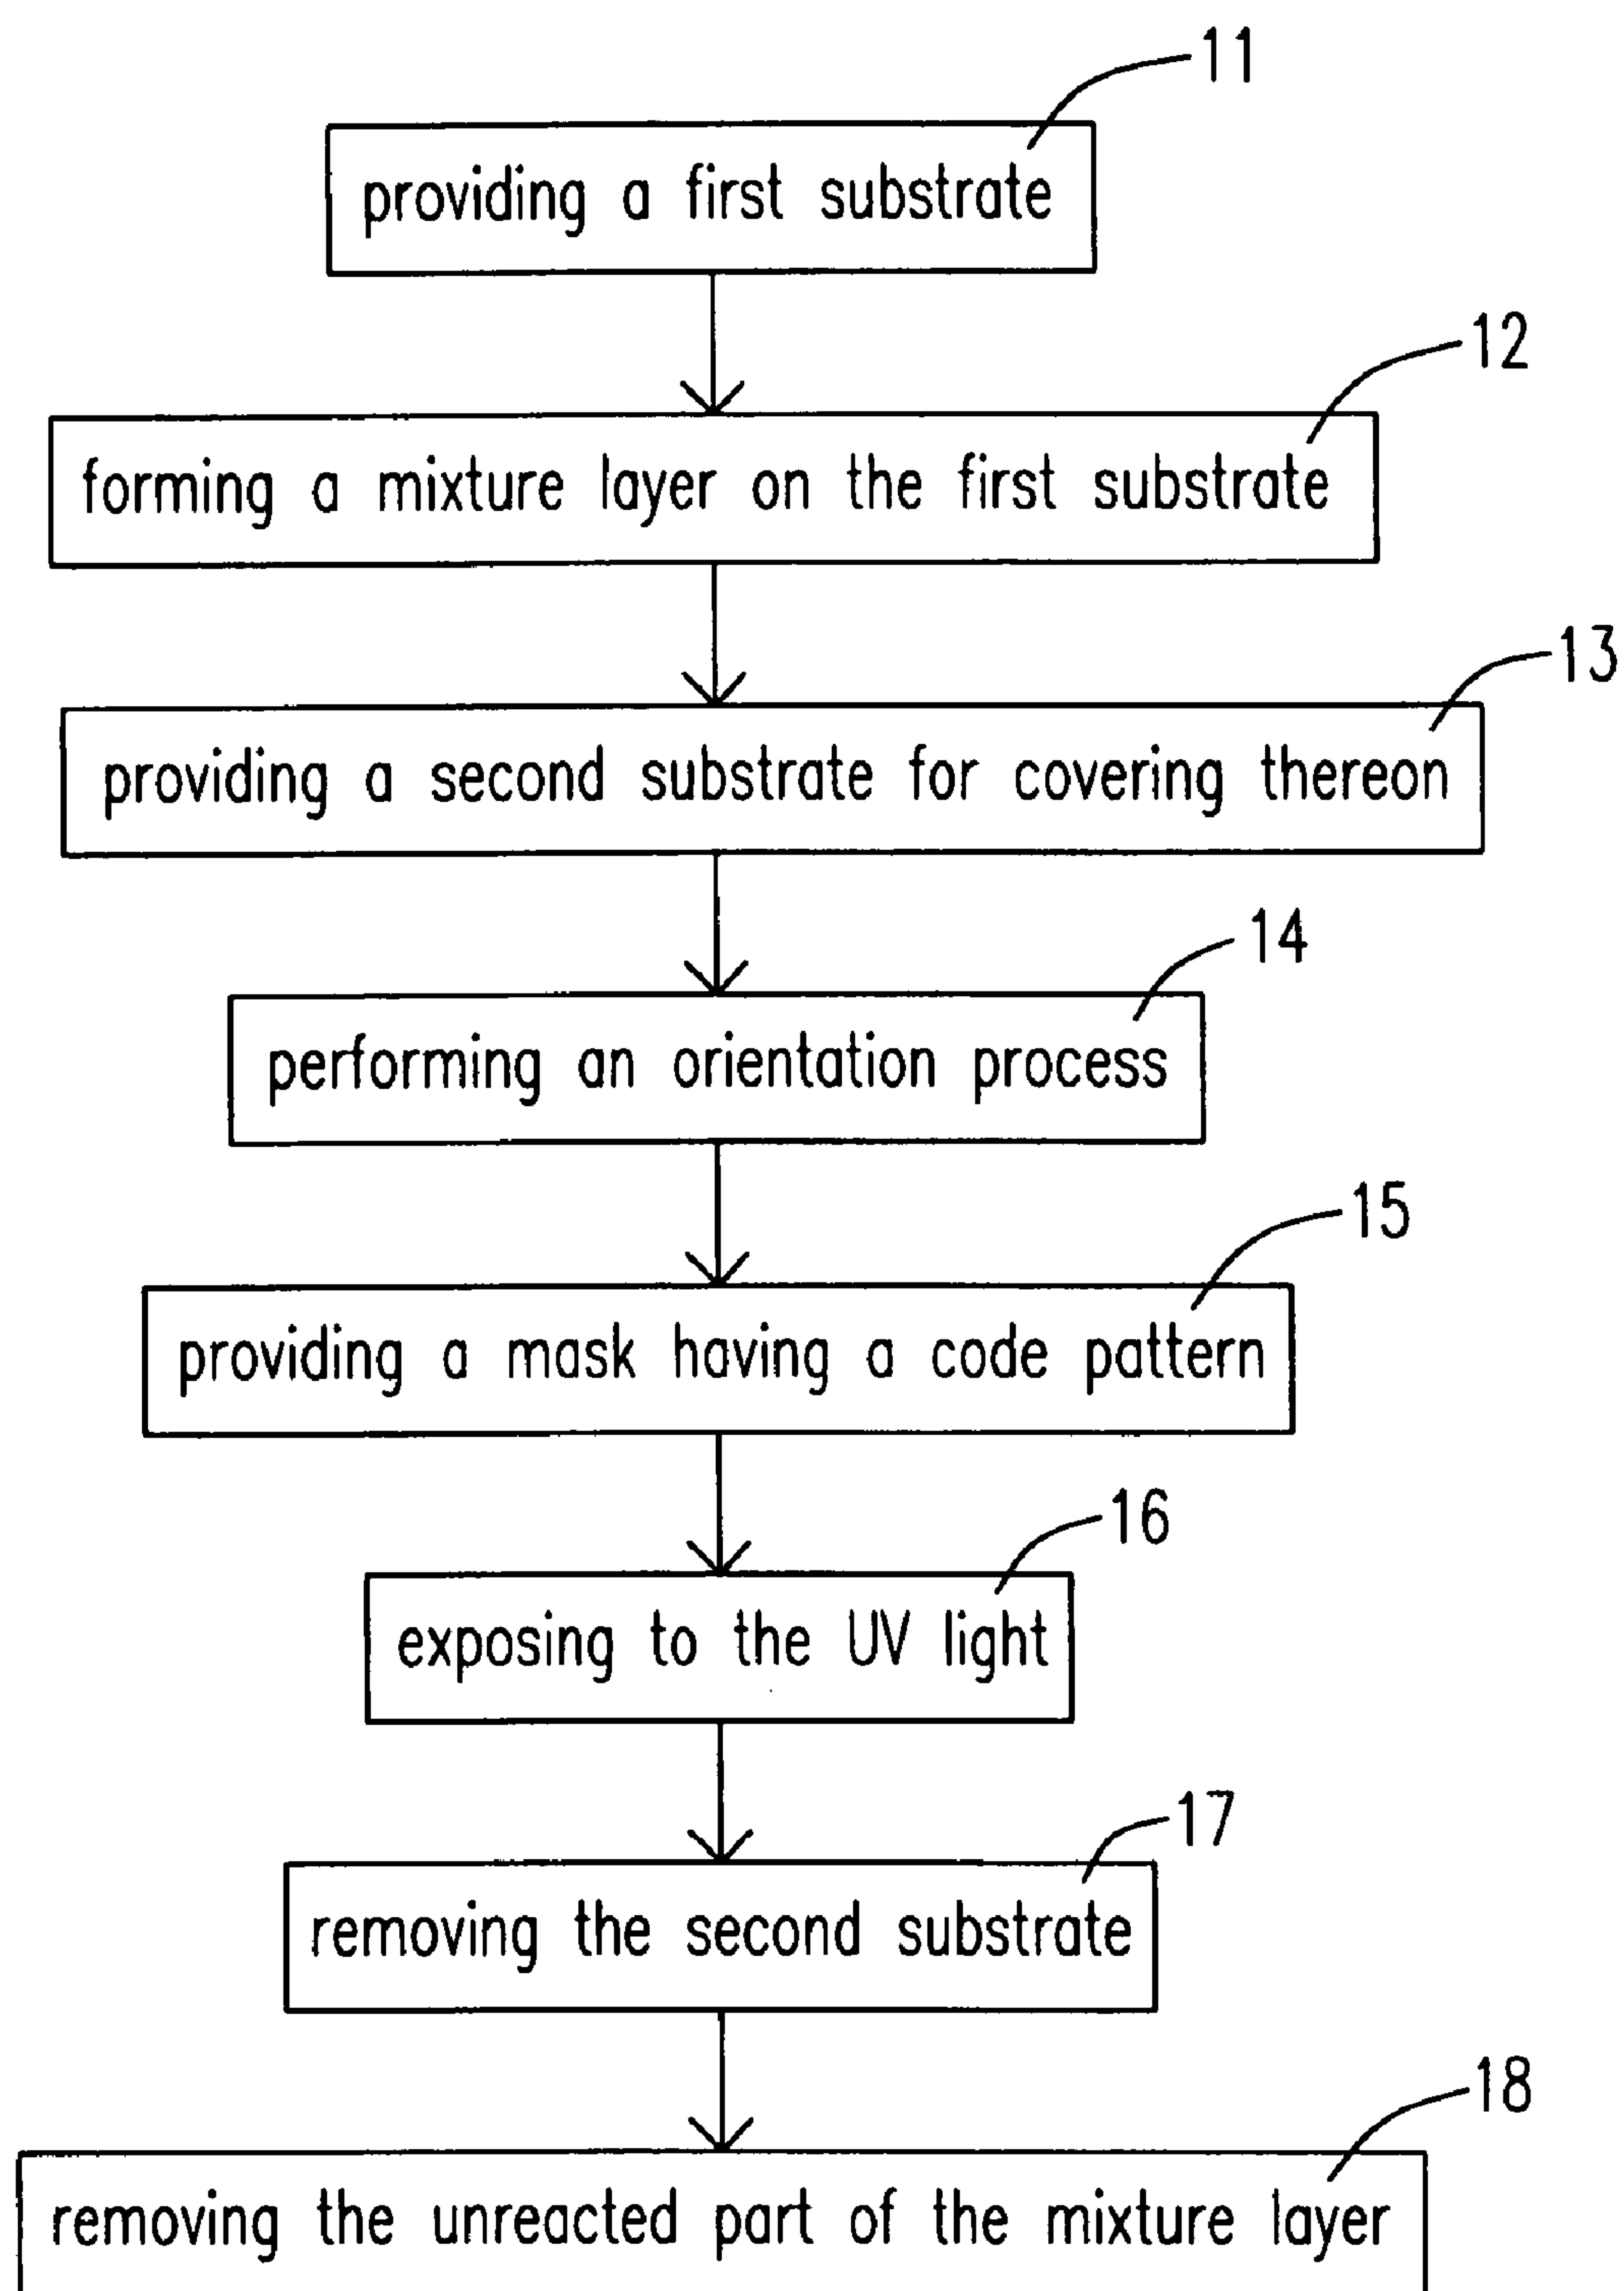 11
providing a first substrate
12
forming a mixture layer on the first substrate
13
providing a second substrate for covering thereon
14
performing an orientation process
15
providing a mask having a code pattern
16
exposing to the UV light
17
removing the second substrate
18
removing the unreacted part of the mixture layer